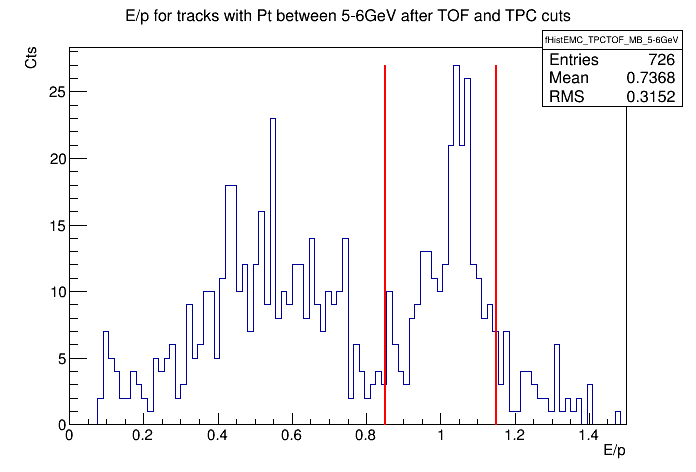 E/p for tracks with Pt between 5-6GeV after TOF and TPC cuts
fHistEMC_TPCTOF_MB_5-6GeV
Entries 726
Mean 0.7368
RMS 0.3152
Cts
25
20
15
10
5
0
0 0.2 0.4 0.6 0.8 1 1.2 1.4
E/p